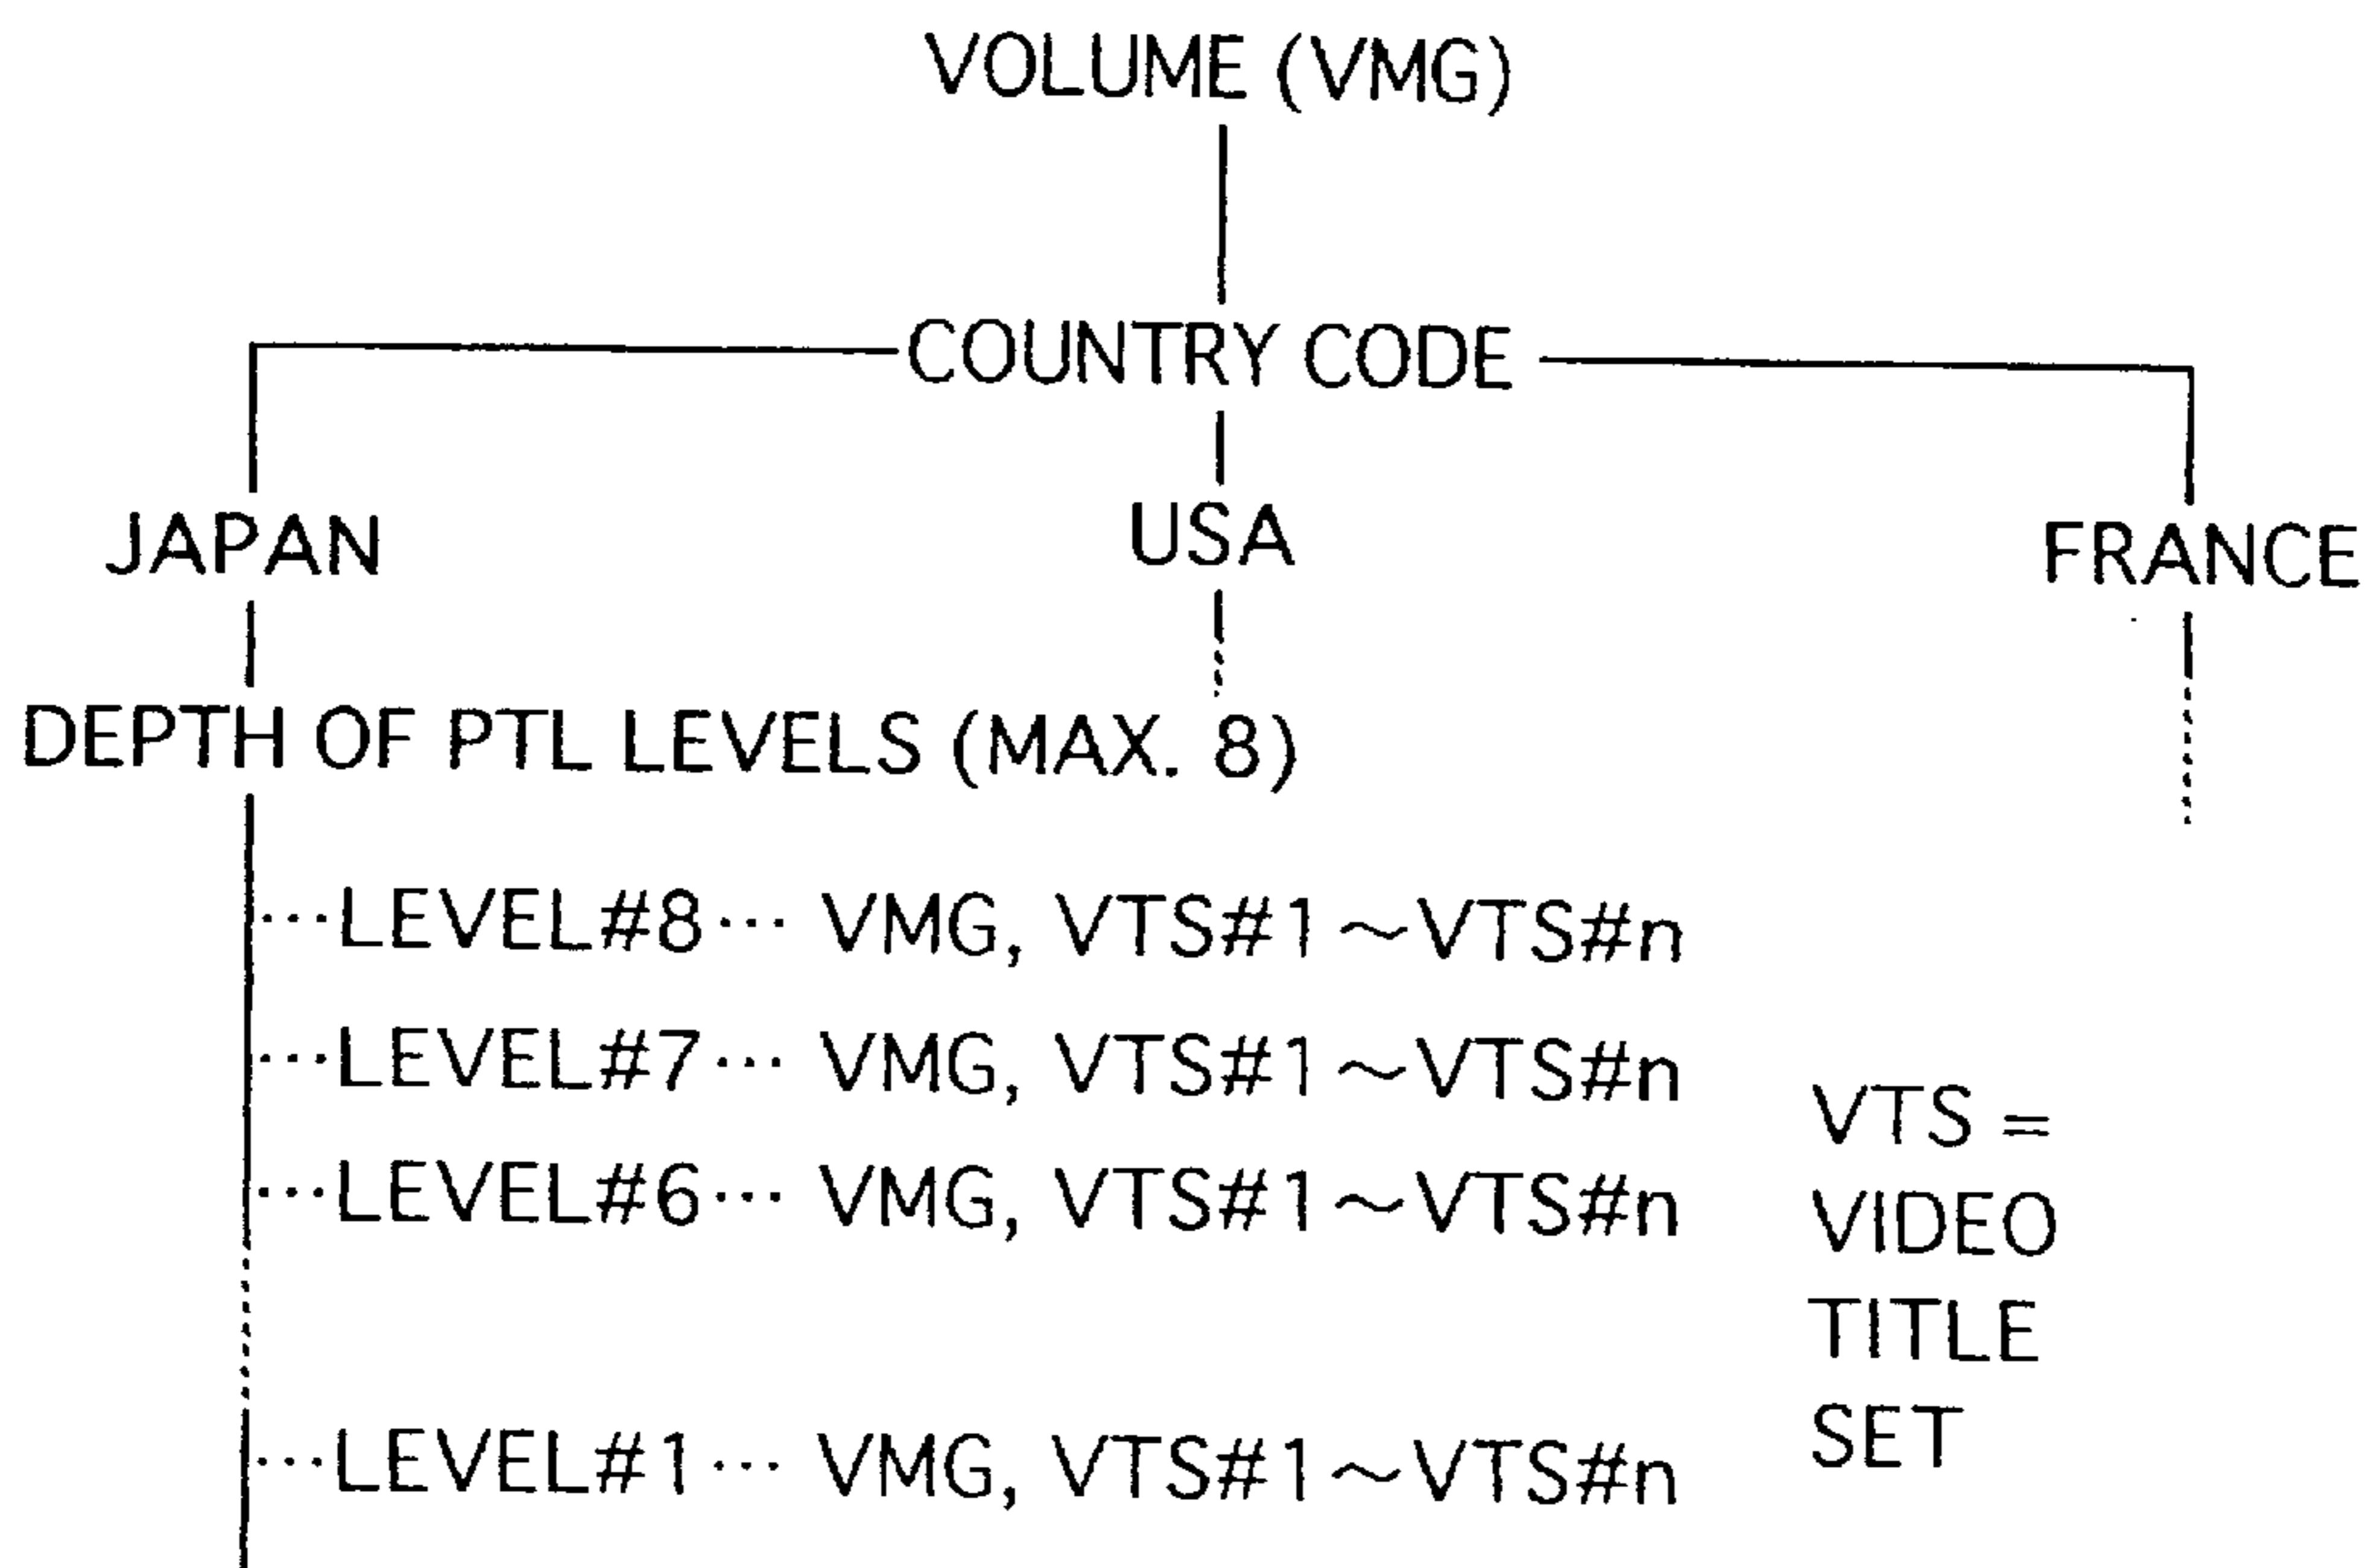 VOLUME (VMG)
COUNTRY CODE
JAPAN
USA
FRANCE
DEPTH OF PTL LEVELS (MAX. 8)
···LEVEL#8··· VMG, VTS#1~VTS#n
···LEVEL#7··· VMG, VTS#1~VTS#n
···LEVEL#6··· VMG, VTS#1~VTS#n
···LEVEL#1··· VMG, VTS#1~VTS#n
VTS =
VIDEO
TITLE
SET